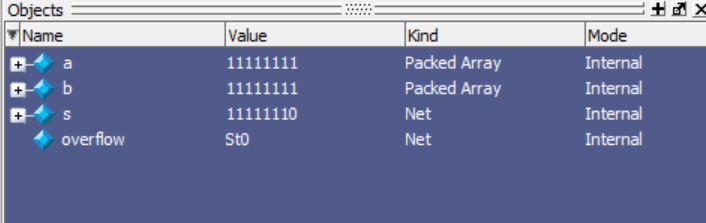 Objects
Name Value Kind Mode
a 11111111 Packed Array Internal
b 11111111 Packed Array Internal
s 11111110 Net Internal
overflow St0 Net Internal